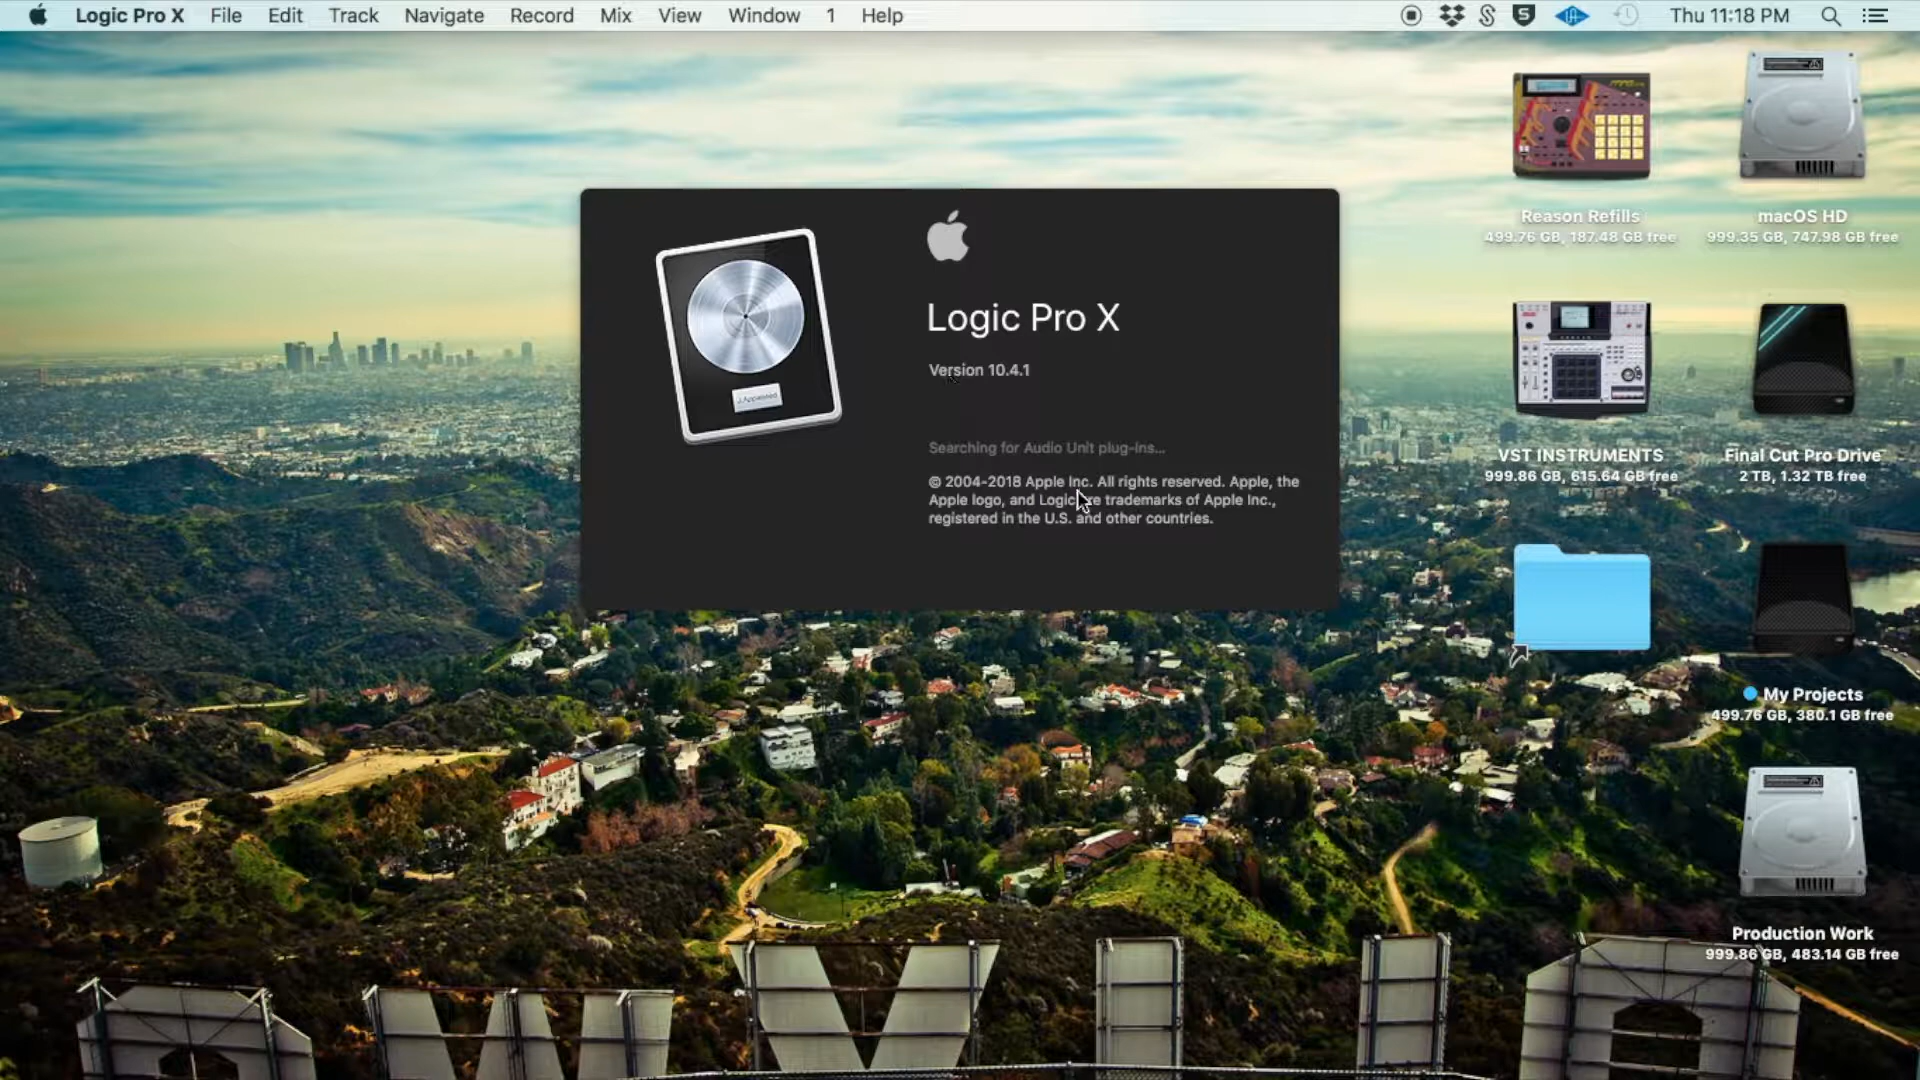 Logic Pro X File Edit Track Navigate Record Mix View Window 1 Help Thu 11:18 PM
Reason Refills
499.76 GB, 187.48 GB free
macOS HD
999.35 GB, 747.98 GB free
Logic Pro X
Version 10.4.1
Searching for Audio Unit plug-ins...
© 2004-2018 Apple Inc. All rights reserved. Apple, the
Apple logo, and Logic are trademarks of Apple Inc.,
registered in the U.S. and other countries.
VST INSTRUMENTS
999.86 GB, 615.64 GB free
Final Cut Pro Drive
2 TB, 1.32 TB free
My Projects
499.76 GB, 380.1 GB free
Production Work
999.86 GB, 483.14 GB free